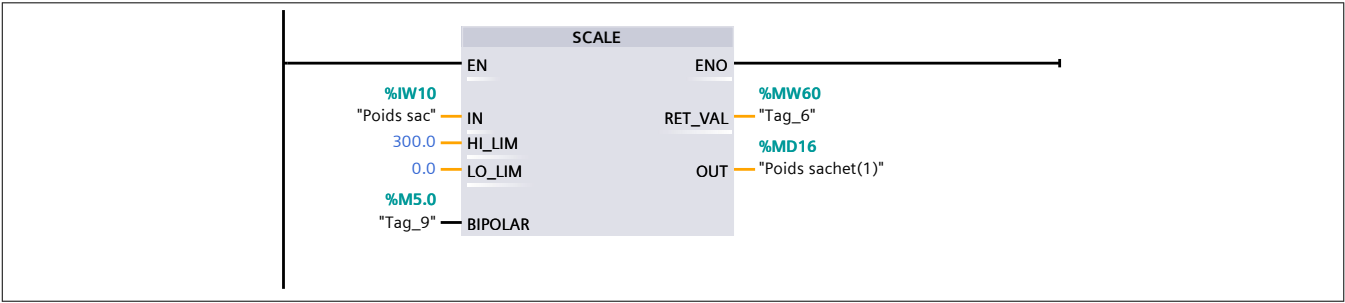 SCALE
EN
ENO
%IW10
%MW60
"Poids sac"
IN
RET_VAL
"Tag_6"
300.0
HI_LIM
%MD16
0.0
LO_LIM
OUT
"Poids sachet(1)"
%M5.0
"Tag_9"
BIPOLAR